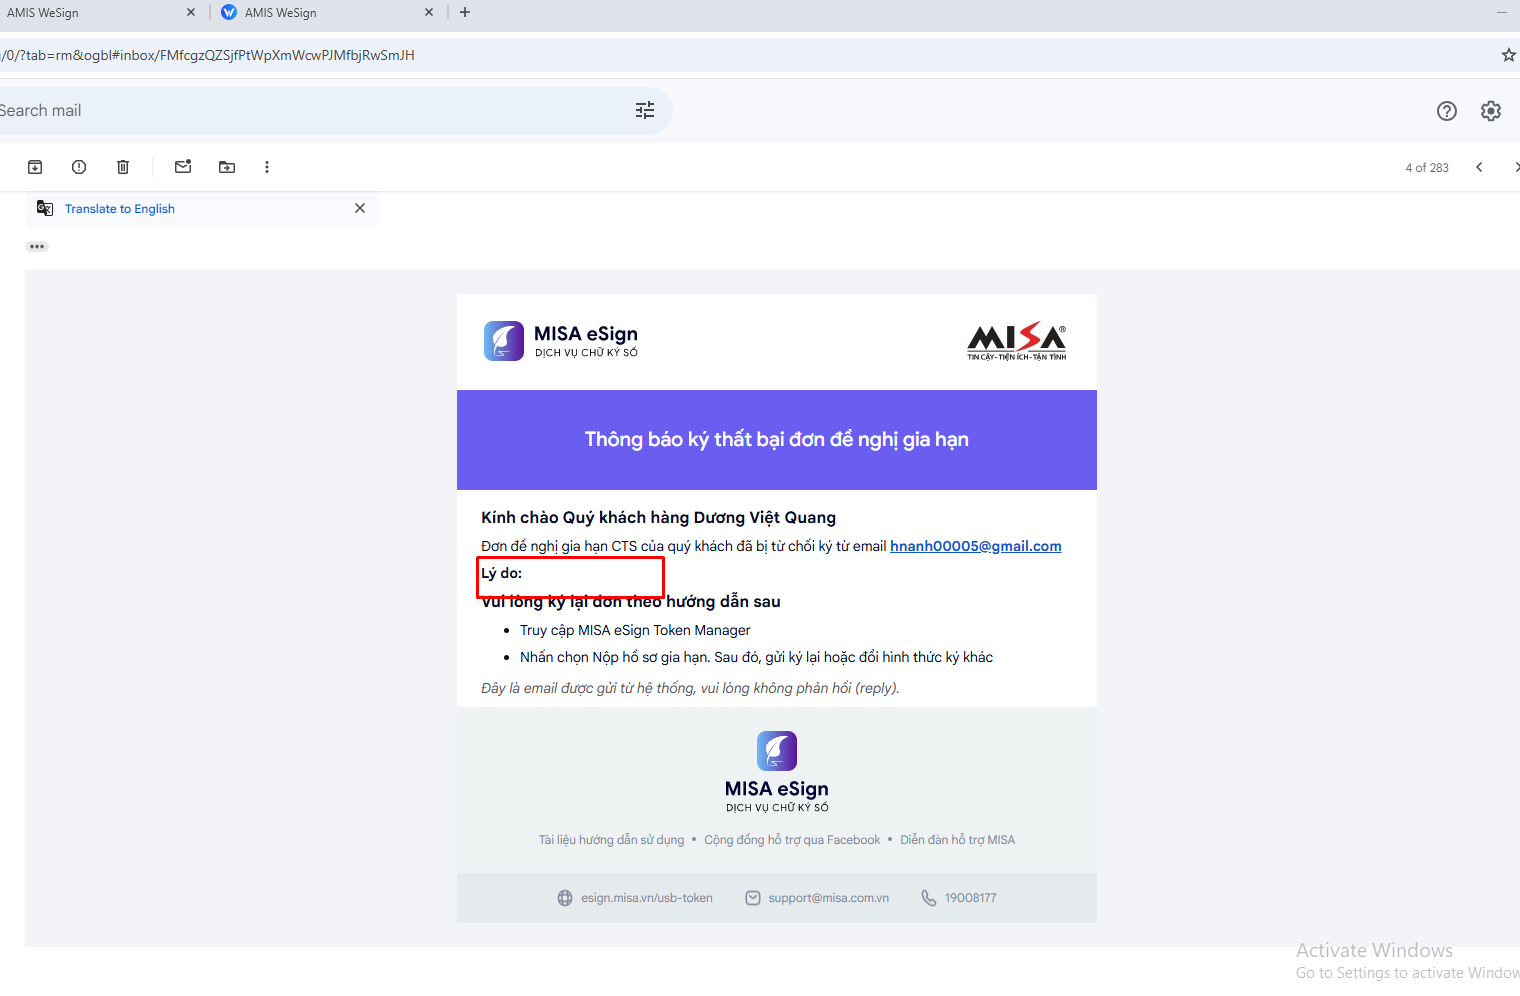 AMIS WeSign
AMIS WeSign
/0/?tab=rm&ogbl#inbox/FMfcgzQZSjfPtWpXmWcwPJMfbjRwSmJH
Search mail
4 of 283
Translate to English
MISA eSign
DỊCH VỤ CHỮ KÝ SỐ
MISA®
TIN CẬY-TIỆN ÍCH-TẬN TÌNH
Thông báo ký thất bại đơn đề nghị gia hạn
Kính chào Quý khách hàng Dương Việt Quang
Đơn đề nghị gia hạn CTS của quý khách đã bị từ chối ký từ email hnanh00005@gmail.com
Lý do:
Vui lòng ký lại đơn theo hướng dẫn sau
• Truy cập MISA eSign Token Manager
• Nhấn chọn Nộp hồ sơ gia hạn. Sau đó, gửi ký lại hoặc đổi hình thức ký khác
Đây là email được gửi từ hệ thống, vui lòng không phản hồi (reply).
MISA eSign
DỊCH VỤ CHỮ KÝ SỐ
Tài liệu hướng dẫn sử dụng • Cộng đồng hỗ trợ qua Facebook • Diễn đàn hỗ trợ MISA
esign.misa.vn/usb-token support@misa.com.vn 19008177
Activate Windows
Go to Settings to activate Window